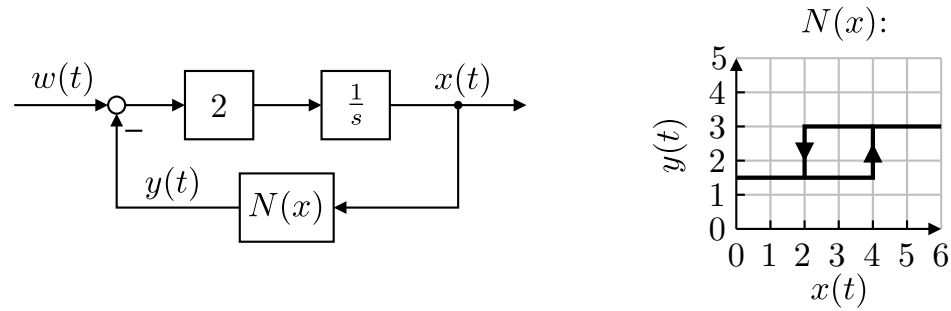 w(t)
−
2
1/s
x(t)
y(t)
N(x)
N(x):
y(t)
5
4
3
2
1
0
0 1 2 3 4 5 6
x(t)